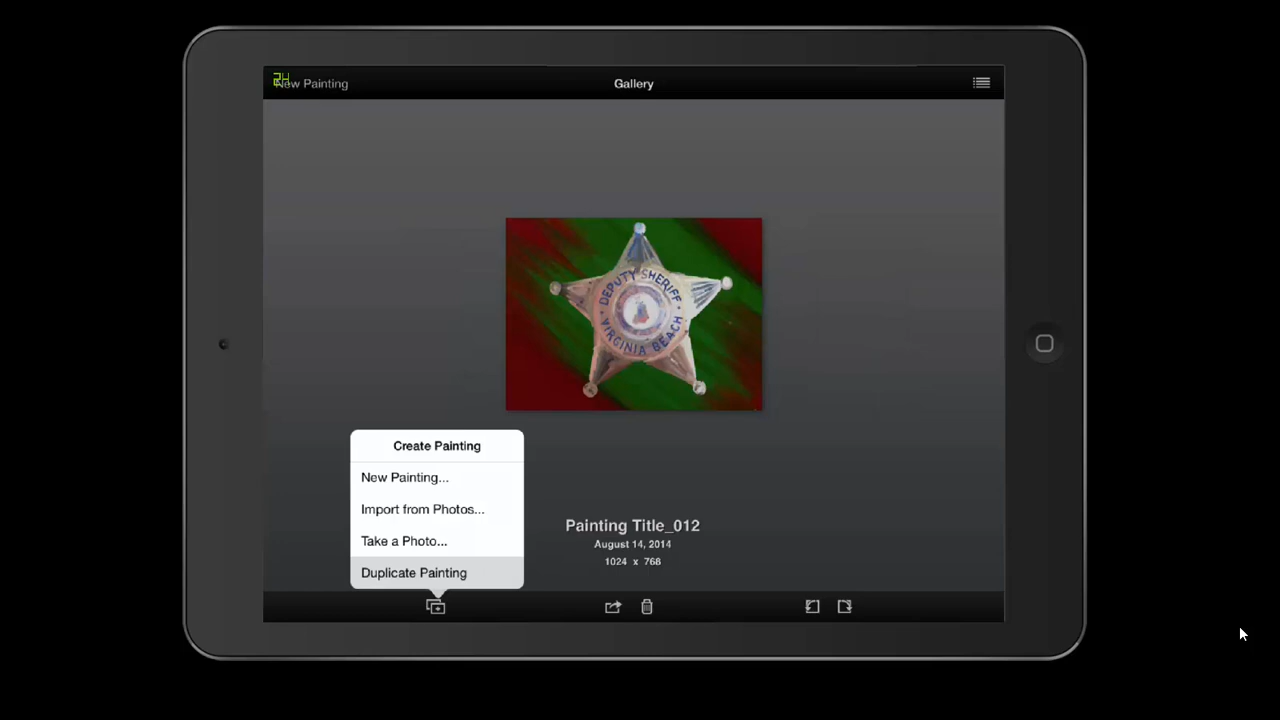 New Painting
Gallery
DEPUTY SHERIFF
VIRGINIA BEACH
Create Painting
New Painting...
Import from Photos...
Take a Photo...
Duplicate Painting
Painting Title_012
August 14, 2014
1024 x 768